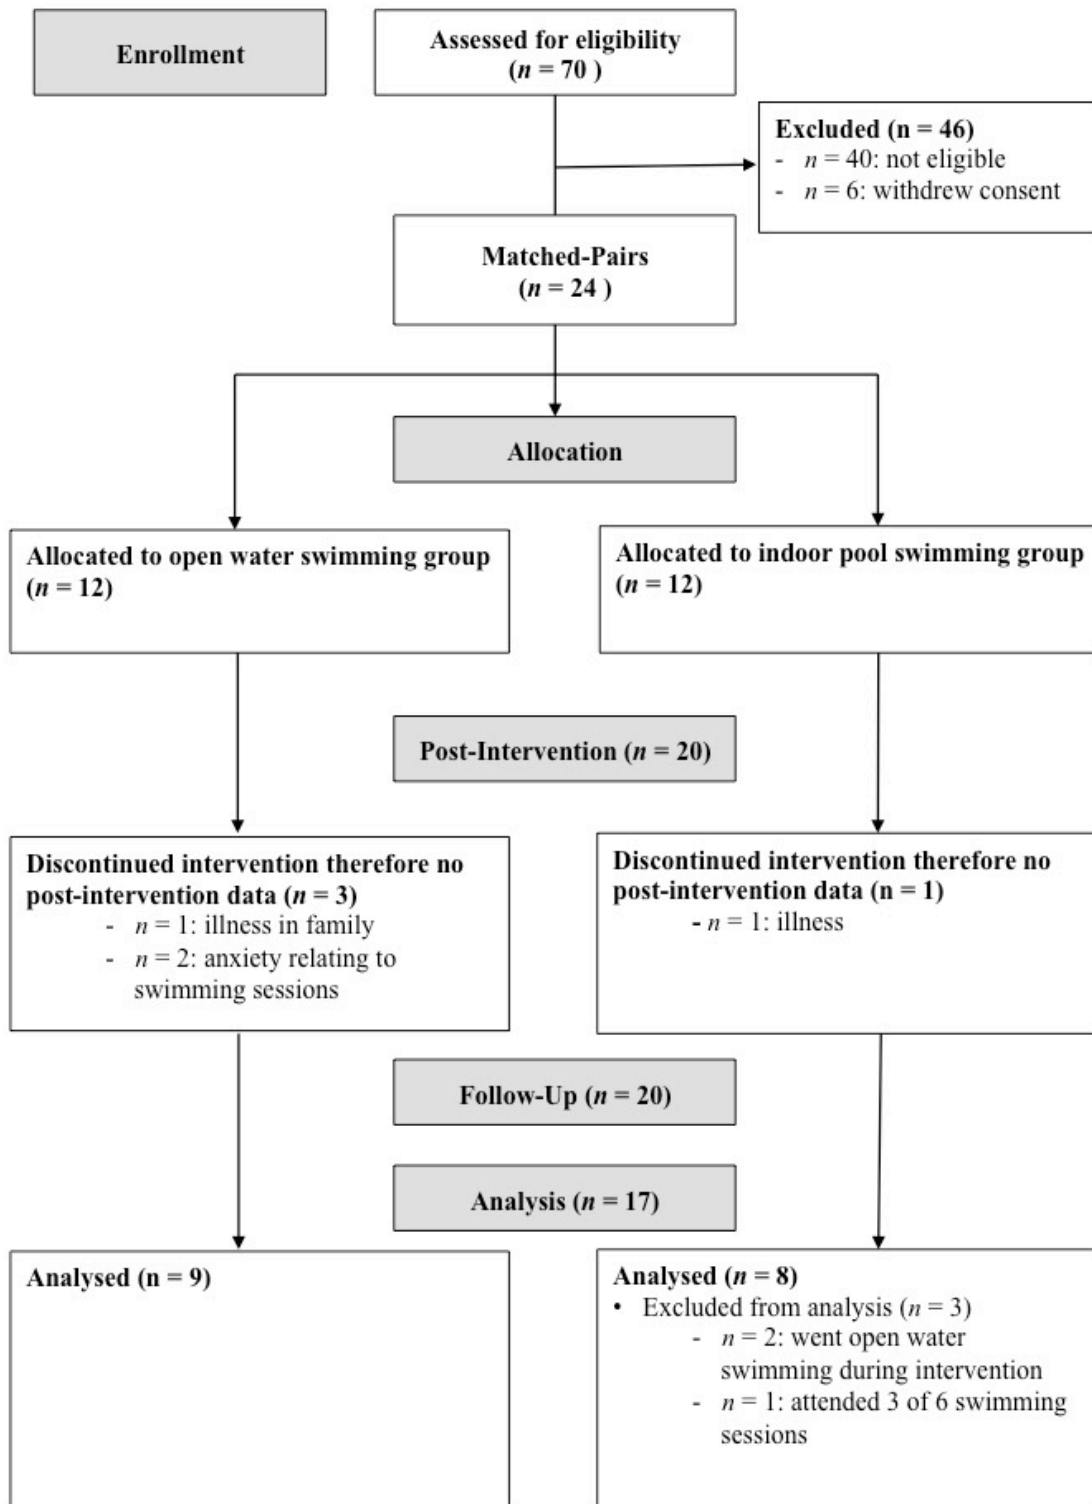 Enrollment
Assessed for eligibility
(n = 70 )
Excluded (n = 46)
- n = 40: not eligible
- n = 6: withdrew consent
Matched-Pairs
(n = 24 )
Allocation
Allocated to open water swimming group
(n = 12)
Allocated to indoor pool swimming group
(n = 12)
Post-Intervention (n = 20)
Discontinued intervention therefore no
post-intervention data (n = 3)
- n = 1: illness in family
- n = 2: anxiety relating to
swimming sessions
Discontinued intervention therefore no
post-intervention data (n = 1)
- n = 1: illness
Follow-Up (n = 20)
Analysis (n = 17)
Analysed (n = 9)
Analysed (n = 8)
• Excluded from analysis (n = 3)
- n = 2: went open water
swimming during intervention
- n = 1: attended 3 of 6 swimming
sessions